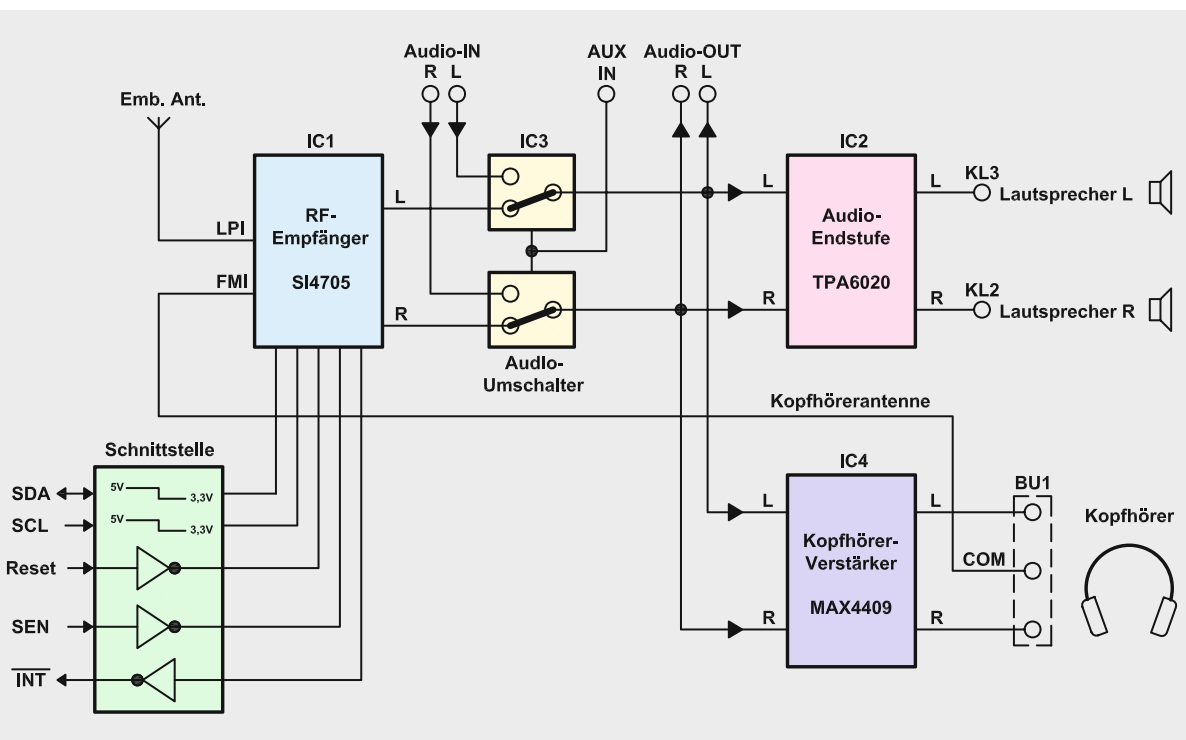 Audio-IN
R L
AUX
IN
Audio-OUT
R L
Emb. Ant.
IC1
RF-
Empfänger
SI4705
LPI
FMI
L
R
IC3
Audio-
Umschalter
IC2
Audio-
Endstufe
TPA6020
L
R
L
R
KL3
Lautsprecher L
KL2
Lautsprecher R
Kopfhörerantenne
Schnittstelle
SDA
5V
3,3V
SCL
5V
3,3V
Reset
SEN
INT
IC4
Kopfhörer-
Verstärker
MAX4409
L
R
L
COM
R
BU1
Kopfhörer